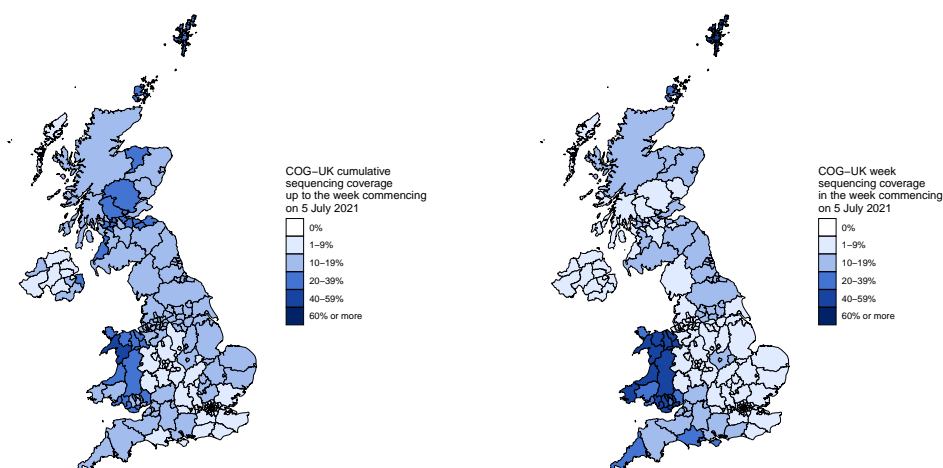 COG–UK cumulative
sequencing coverage
up to the week commencing
on 5 July 2021
0%
1–9%
10–19%
20–39%
40–59%
60% or more
COG–UK week
sequencing coverage
in the week commencing
on 5 July 2021
0%
1–9%
10–19%
20–39%
40–59%
60% or more